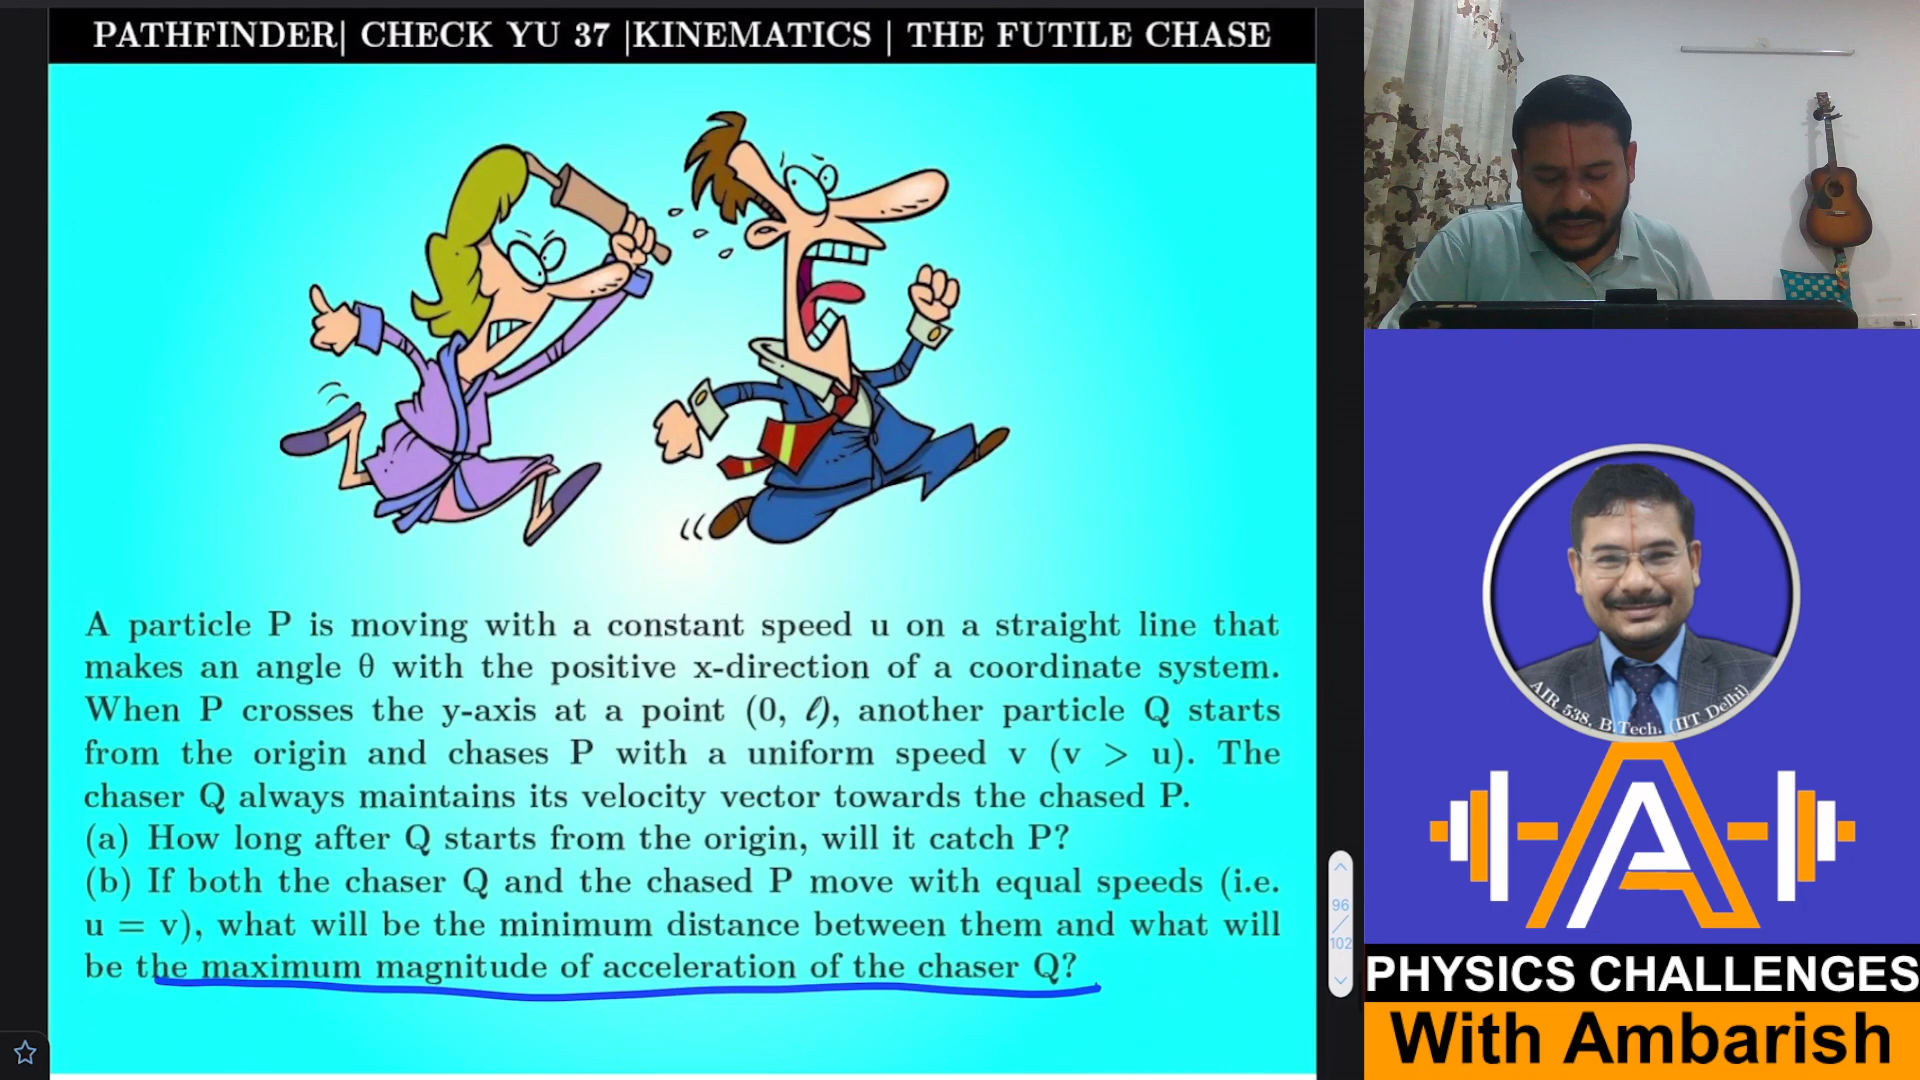 PATHFINDER| CHECK YU 37 |KINEMATICS | THE FUTILE CHASE
A particle P is moving with a constant speed u on a straight line that
makes an angle θ with the positive x-direction of a coordinate system.
When P crosses the y-axis at a point (0, ℓ), another particle Q starts
from the origin and chases P with a uniform speed v (v > u). The
chaser Q always maintains its velocity vector towards the chased P.
(a) How long after Q starts from the origin, will it catch P?
(b) If both the chaser Q and the chased P move with equal speeds (i.e.
u = v), what will be the minimum distance between them and what will
be the maximum magnitude of acceleration of the chaser Q?
96
102
AIR 538, B.Tech. (IIT Delhi)
A
PHYSICS CHALLENGES
With Ambarish